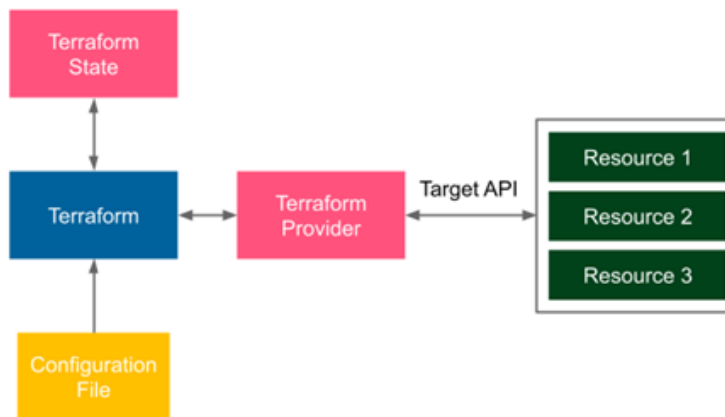 Terraform
State
Terraform
Terraform
Provider
Target API
Resource 1
Resource 2
Resource 3
Configuration
File